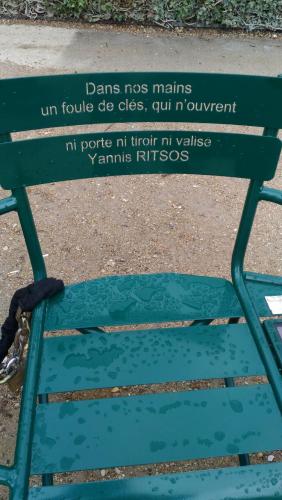 Dans nos mains
un foule de clés, qui n'ouvrent
ni porte ni tiroir ni valise
Yannis RITSOS